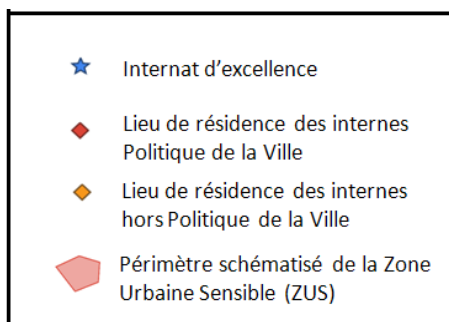 Internat d'excellence
Lieu de résidence des internes
Politique de la Ville
Lieu de résidence des internes
hors Politique de la Ville
Périmètre schématisé de la Zone
Urbaine Sensible (ZUS)